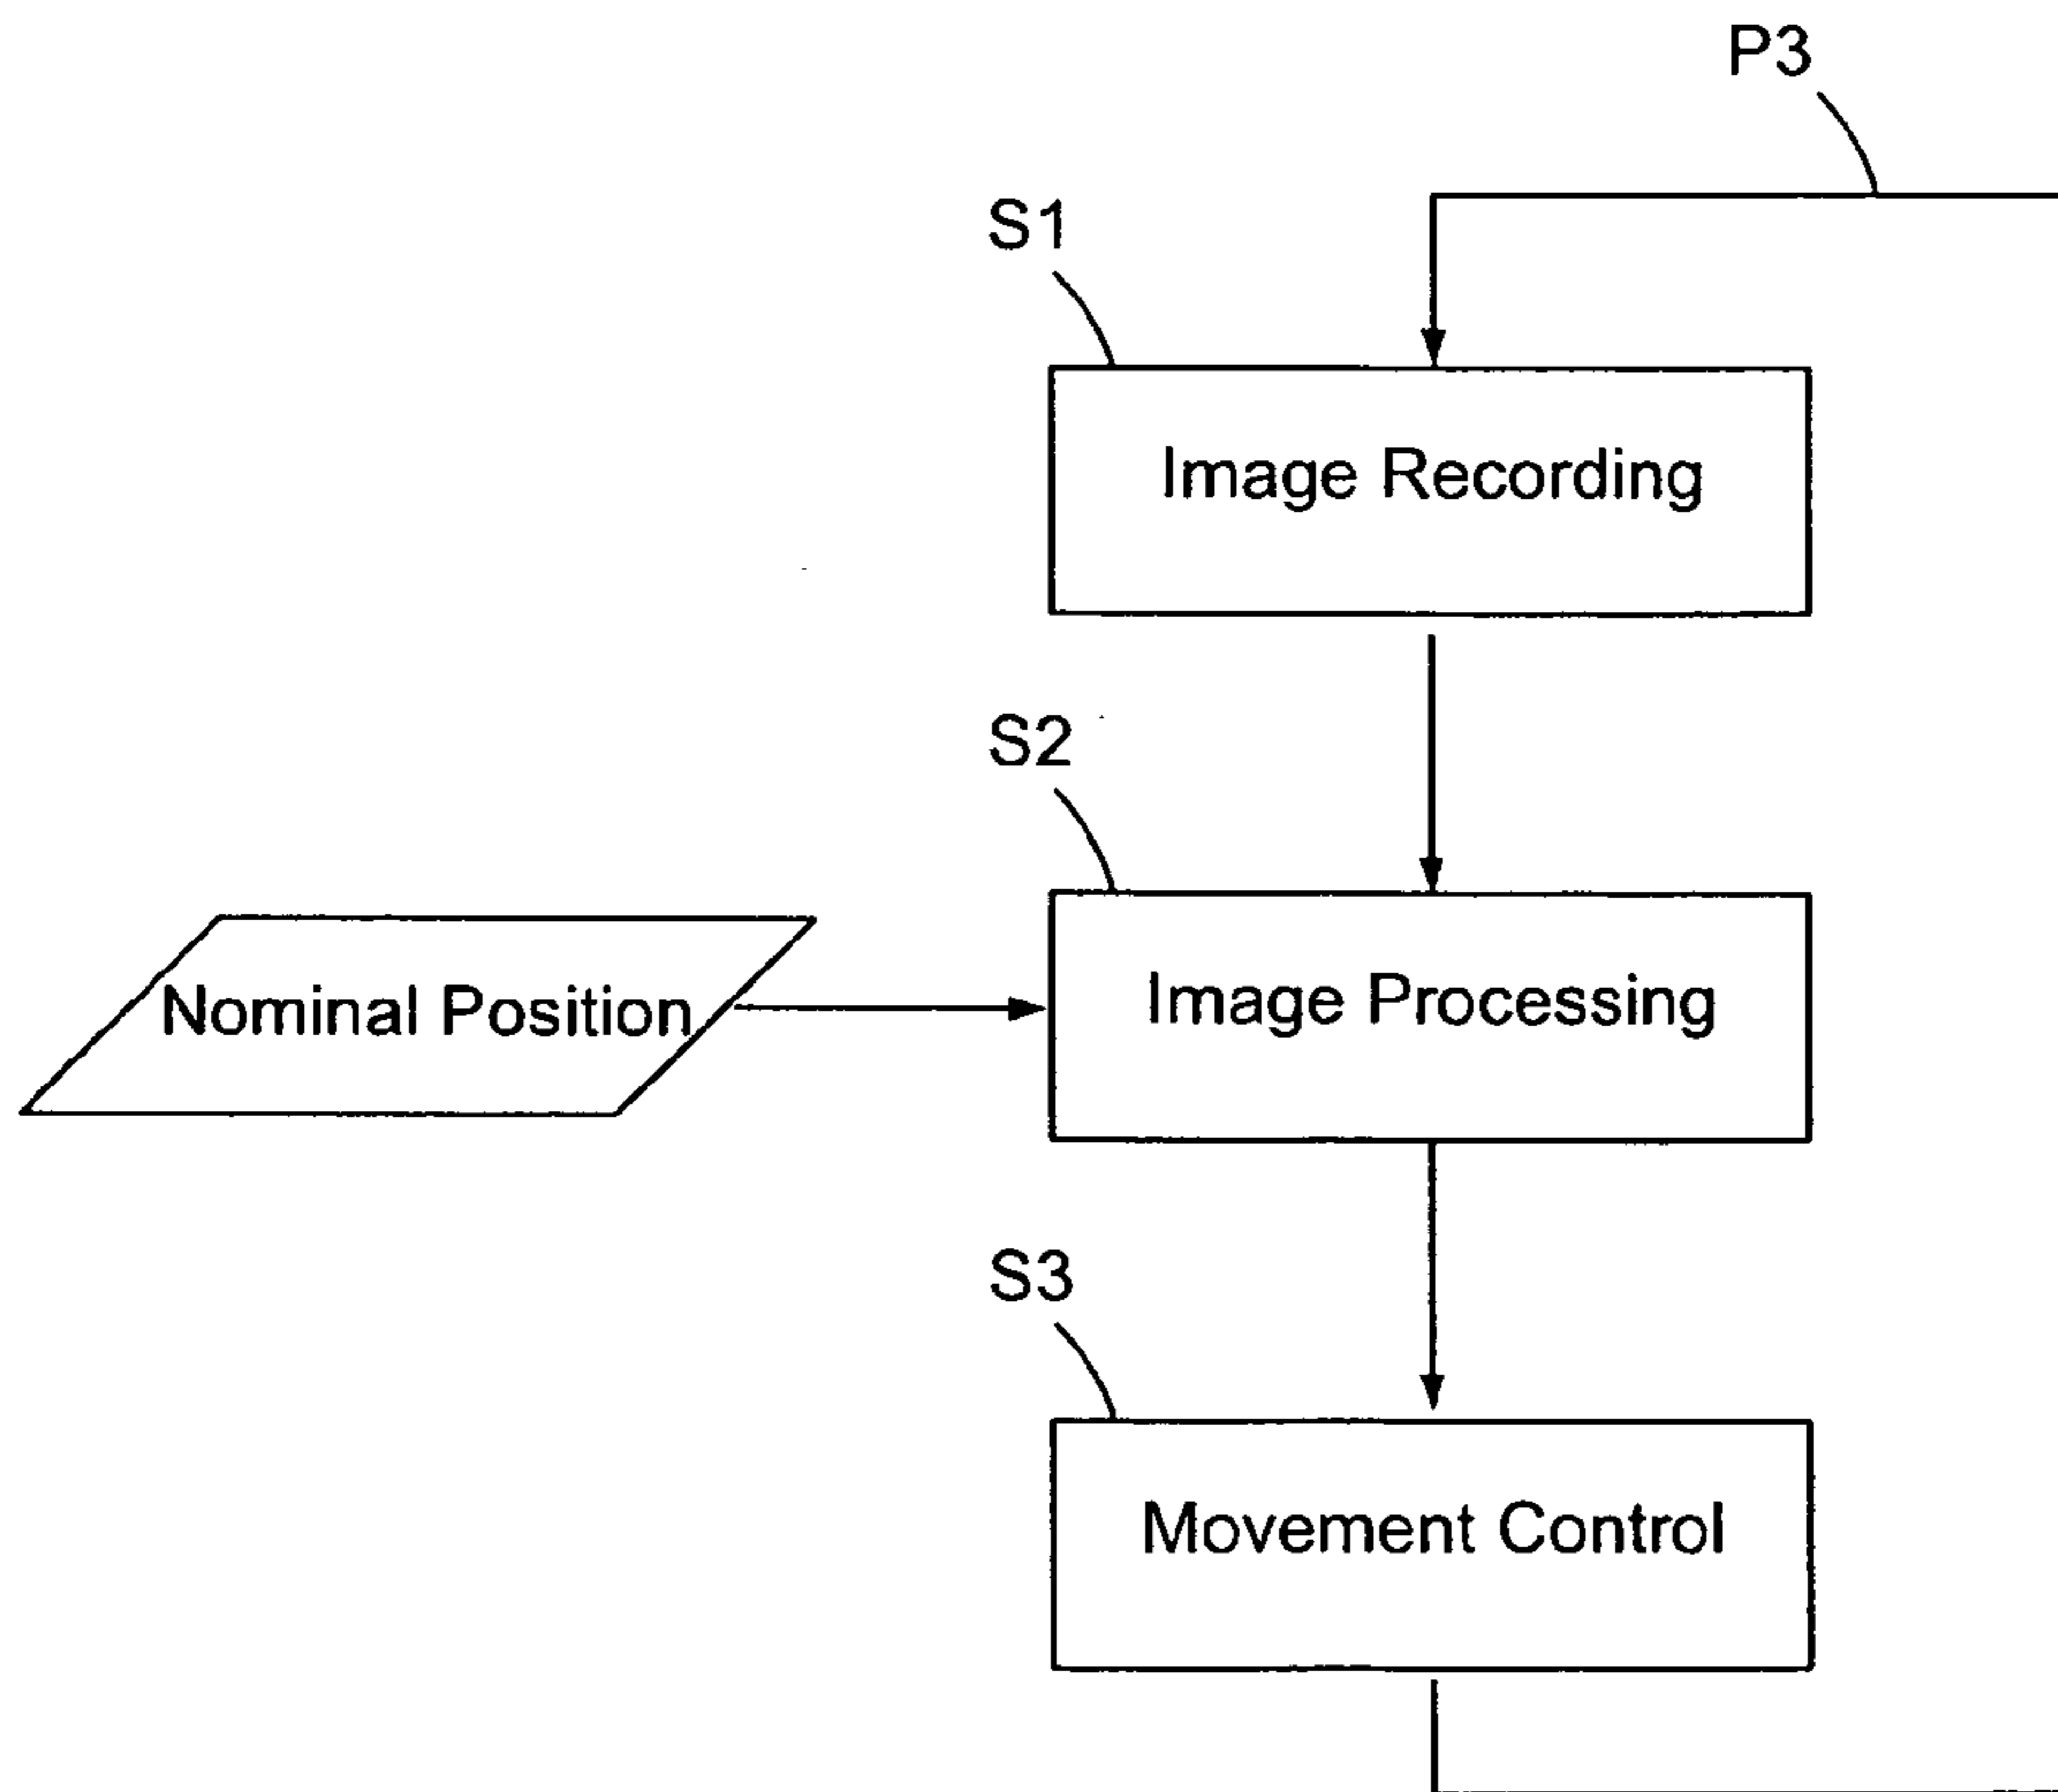 P3
S1
Image Recording
S2
Nominal Position
Image Processing
S3
Movement Control